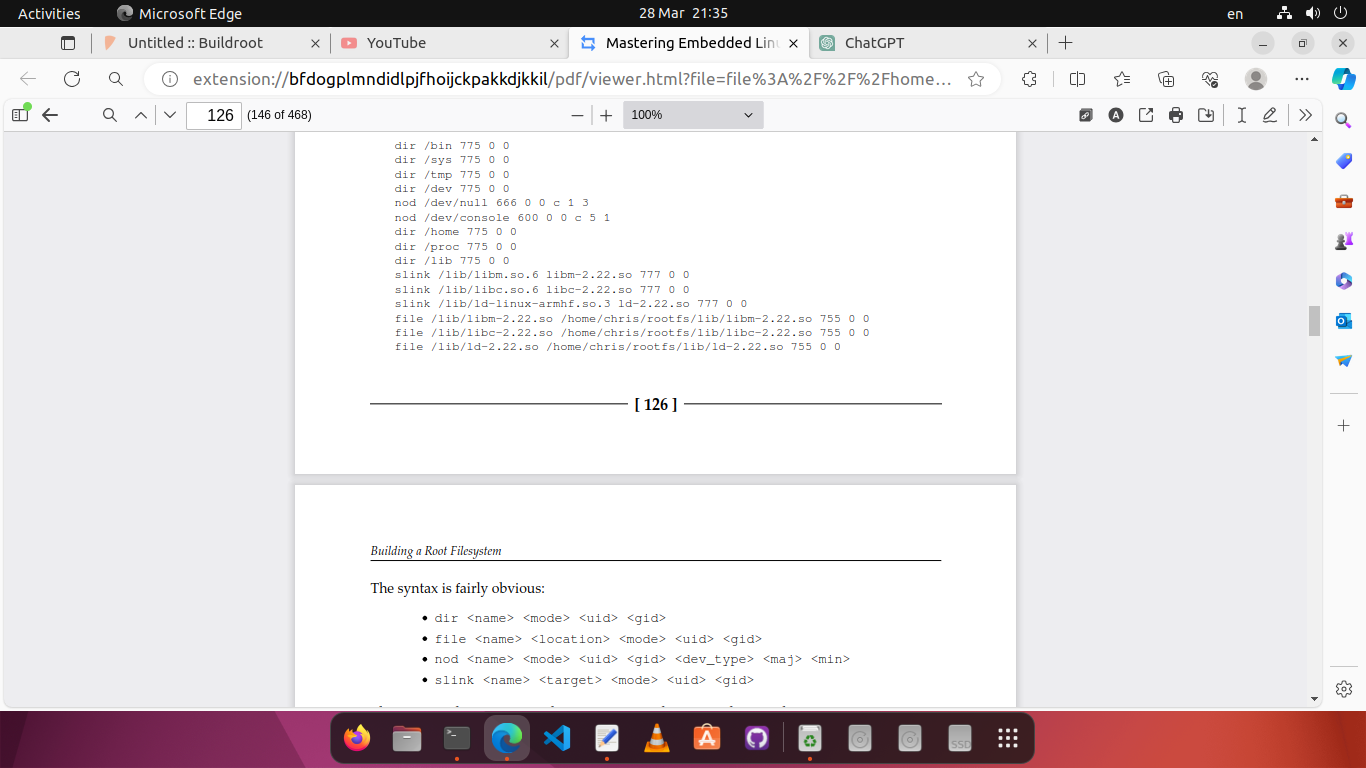 Activities
Microsoft Edge
28 Mar 21:35
en
Untitled :: Buildroot
YouTube
Mastering Embedded Linu
ChatGPT
extension://bfdogplmndidlpjfhoijckpakkdjkkil/pdf/viewer.html?file=file%3A%2F%2F%2Fhome…
126
(146 of 468)
100%
dir /bin 775 0 0
dir /sys 775 0 0
dir /tmp 775 0 0
dir /dev 775 0 0
nod /dev/null 666 0 0 c 1 3
nod /dev/console 600 0 0 c 5 1
dir /home 775 0 0
dir /proc 775 0 0
dir /lib 775 0 0
slink /lib/libm.so.6 libm-2.22.so 777 0 0
slink /lib/libc.so.6 libc-2.22.so 777 0 0
slink /lib/ld-linux-armhf.so.3 ld-2.22.so 777 0 0
file /lib/libm-2.22.so /home/chris/rootfs/lib/libm-2.22.so 755 0 0
file /lib/libc-2.22.so /home/chris/rootfs/lib/libc-2.22.so 755 0 0
file /lib/ld-2.22.so /home/chris/rootfs/lib/ld-2.22.so 755 0 0
[ 126 ]
Building a Root Filesystem
The syntax is fairly obvious:
• dir <name> <mode> <uid> <gid>
• file <name> <location> <mode> <uid> <gid>
• nod <name> <mode> <uid> <gid> <dev_type> <maj> <min>
• slink <name> <target> <mode> <uid> <gid>
SSD